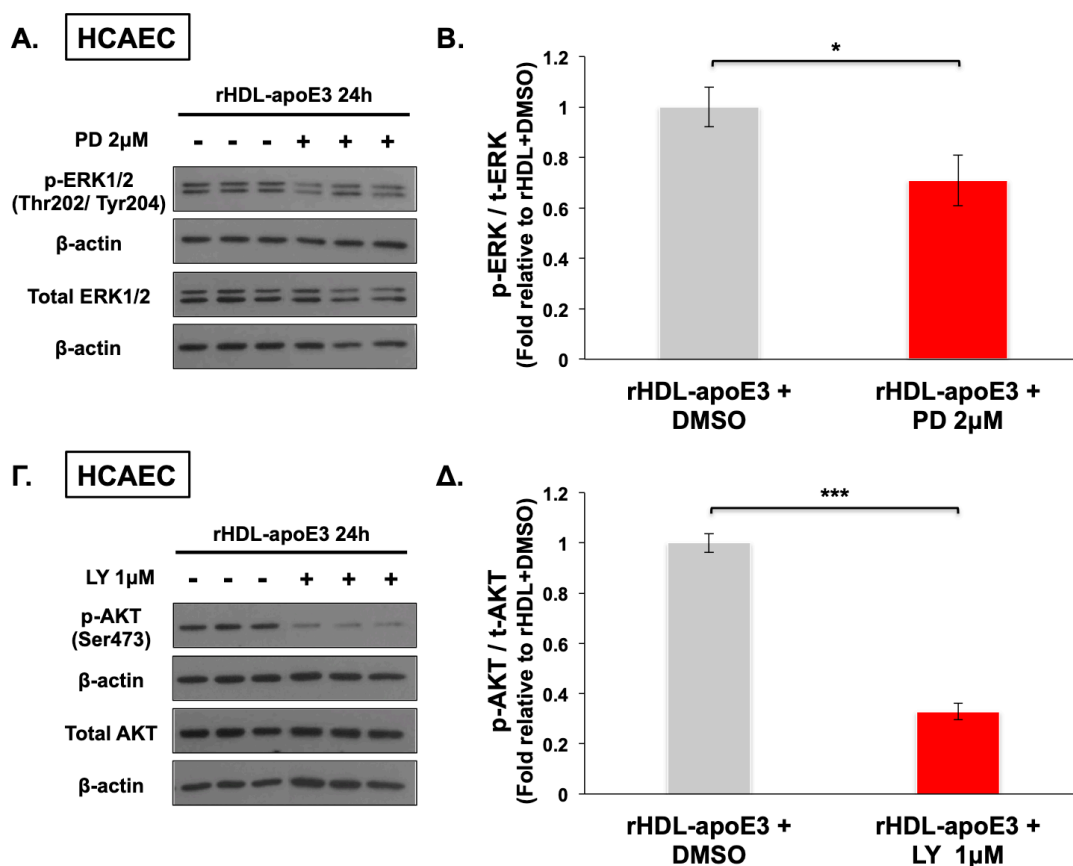 A. HCAEC
rHDL-apoE3 24h
PD 2μM - - - + + +
p-ERK1/2
(Thr202/ Tyr204)
β-actin
Total ERK1/2
β-actin
B.
*
p-ERK / t-ERK
(Fold relative to rHDL+DMSO)
1.2
1
0.8
0.6
0.4
0.2
0
rHDL-apoE3 +
DMSO
rHDL-apoE3 +
PD 2μM
Γ. HCAEC
rHDL-apoE3 24h
LY 1μM - - - + + +
p-AKT
(Ser473)
β-actin
Total AKT
β-actin
Δ.
***
p-AKT / t-AKT
(Fold relative to rHDL+DMSO)
1.2
1
0.8
0.6
0.4
0.2
0
rHDL-apoE3 +
DMSO
rHDL-apoE3 +
LY 1μM